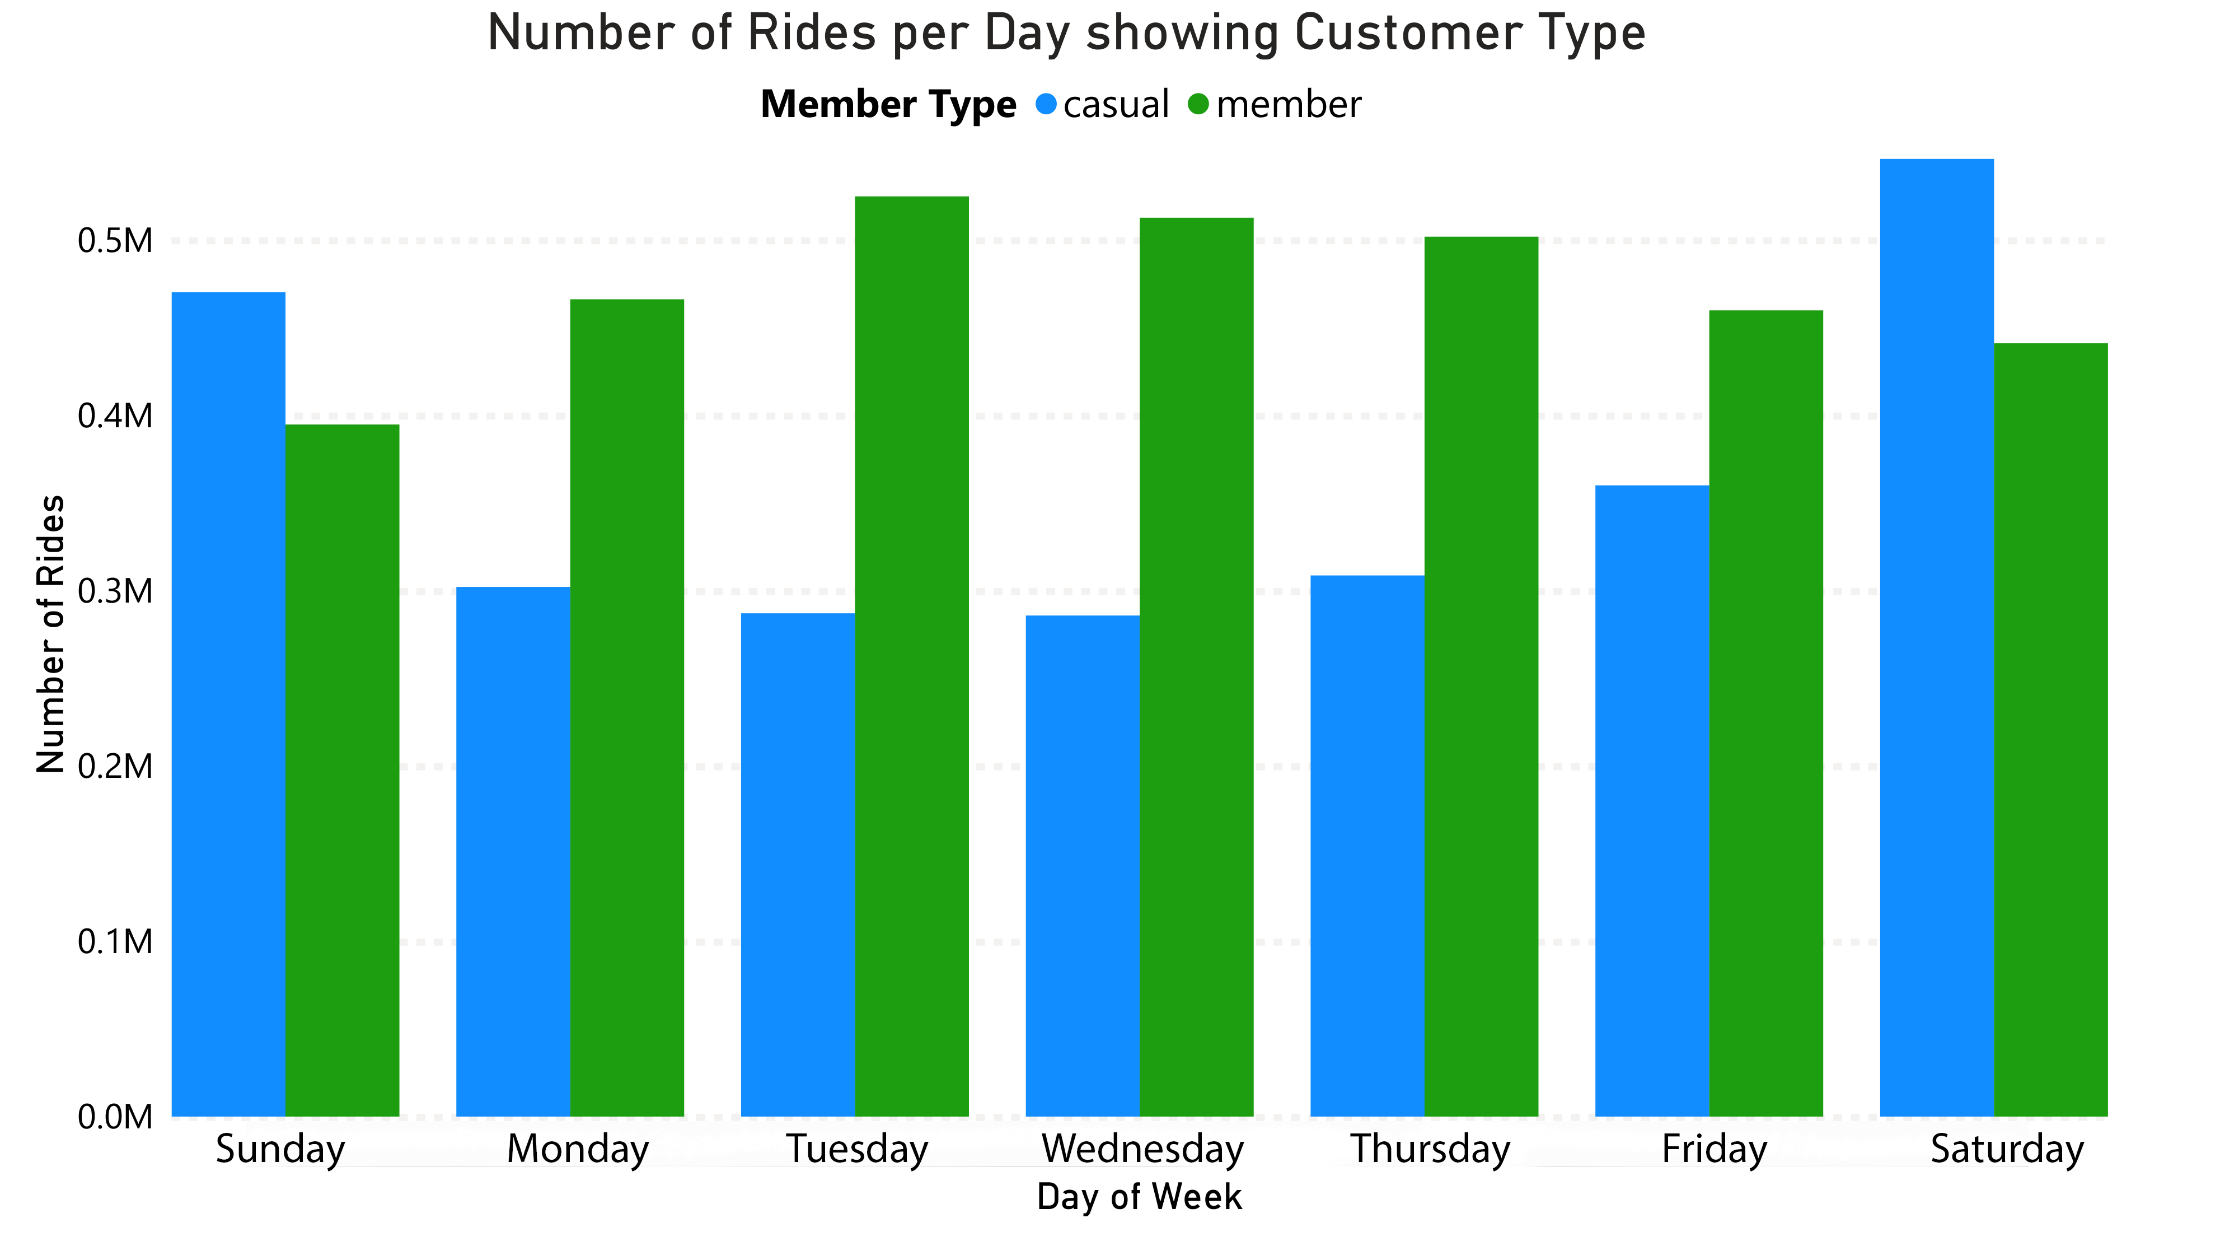 Number of Rides per Day showing Customer Type
Member Type casual member
0.5M
0.4M
0.3M
0.2M
0.1M
0.0M
Number of Rides
Sunday Monday Tuesday Wednesday Thursday Friday Saturday
Day of Week